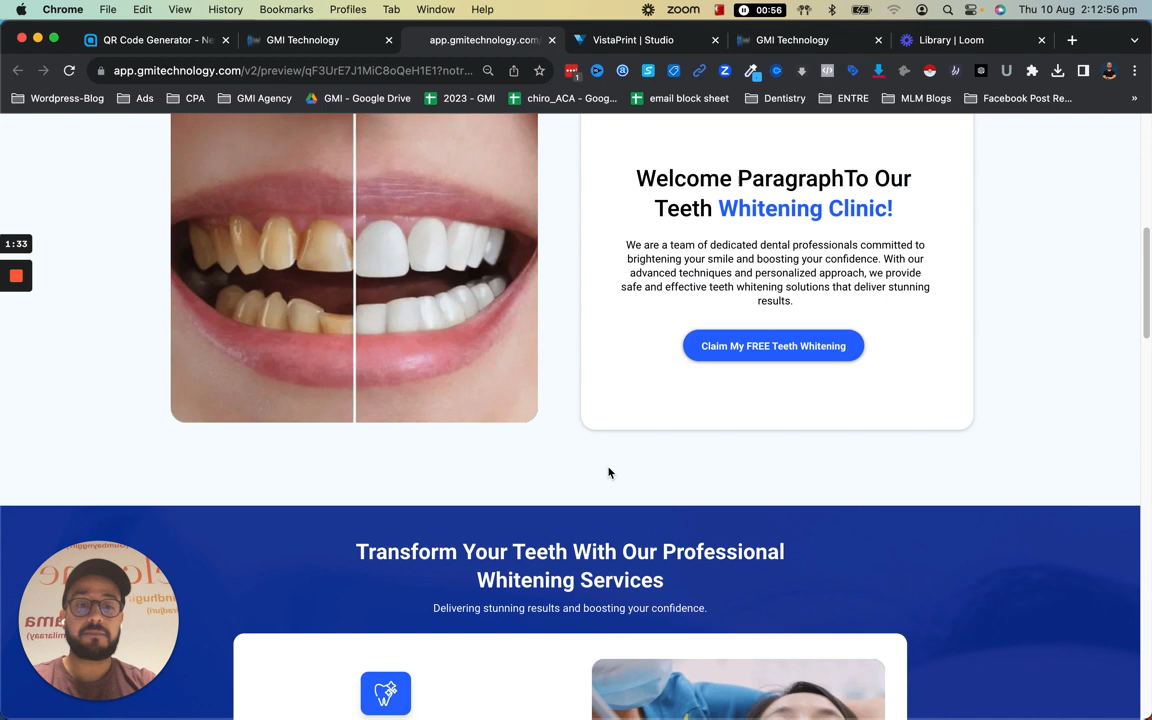 Chrome File Edit View History Bookmarks Profiles Tab Window Help zoom 00:56 Thu 10 Aug 2:12:56 pm
QR Code Generator - Ne GMI Technology app.gmitechnology.com/ VistaPrint | Studio GMI Technology Library | Loom
app.gmitechnology.com/v2/preview/qF3UrE7J1MiC8oQeH1E1?notr...
Wordpress-Blog Ads CPA GMI Agency GMI - Google Drive 2023 - GMI chiro_ACA - Goog... email block sheet Dentistry ENTRE MLM Blogs Facebook Post Re... »
Welcome ParagraphTo Our
Teeth Whitening Clinic!
1:33
We are a team of dedicated dental professionals committed to
brightening your smile and boosting your confidence. With our
advanced techniques and personalized approach, we provide
safe and effective teeth whitening solutions that deliver stunning
results.
Claim My FREE Teeth Whitening
Transform Your Teeth With Our Professional
Whitening Services
Delivering stunning results and boosting your confidence.